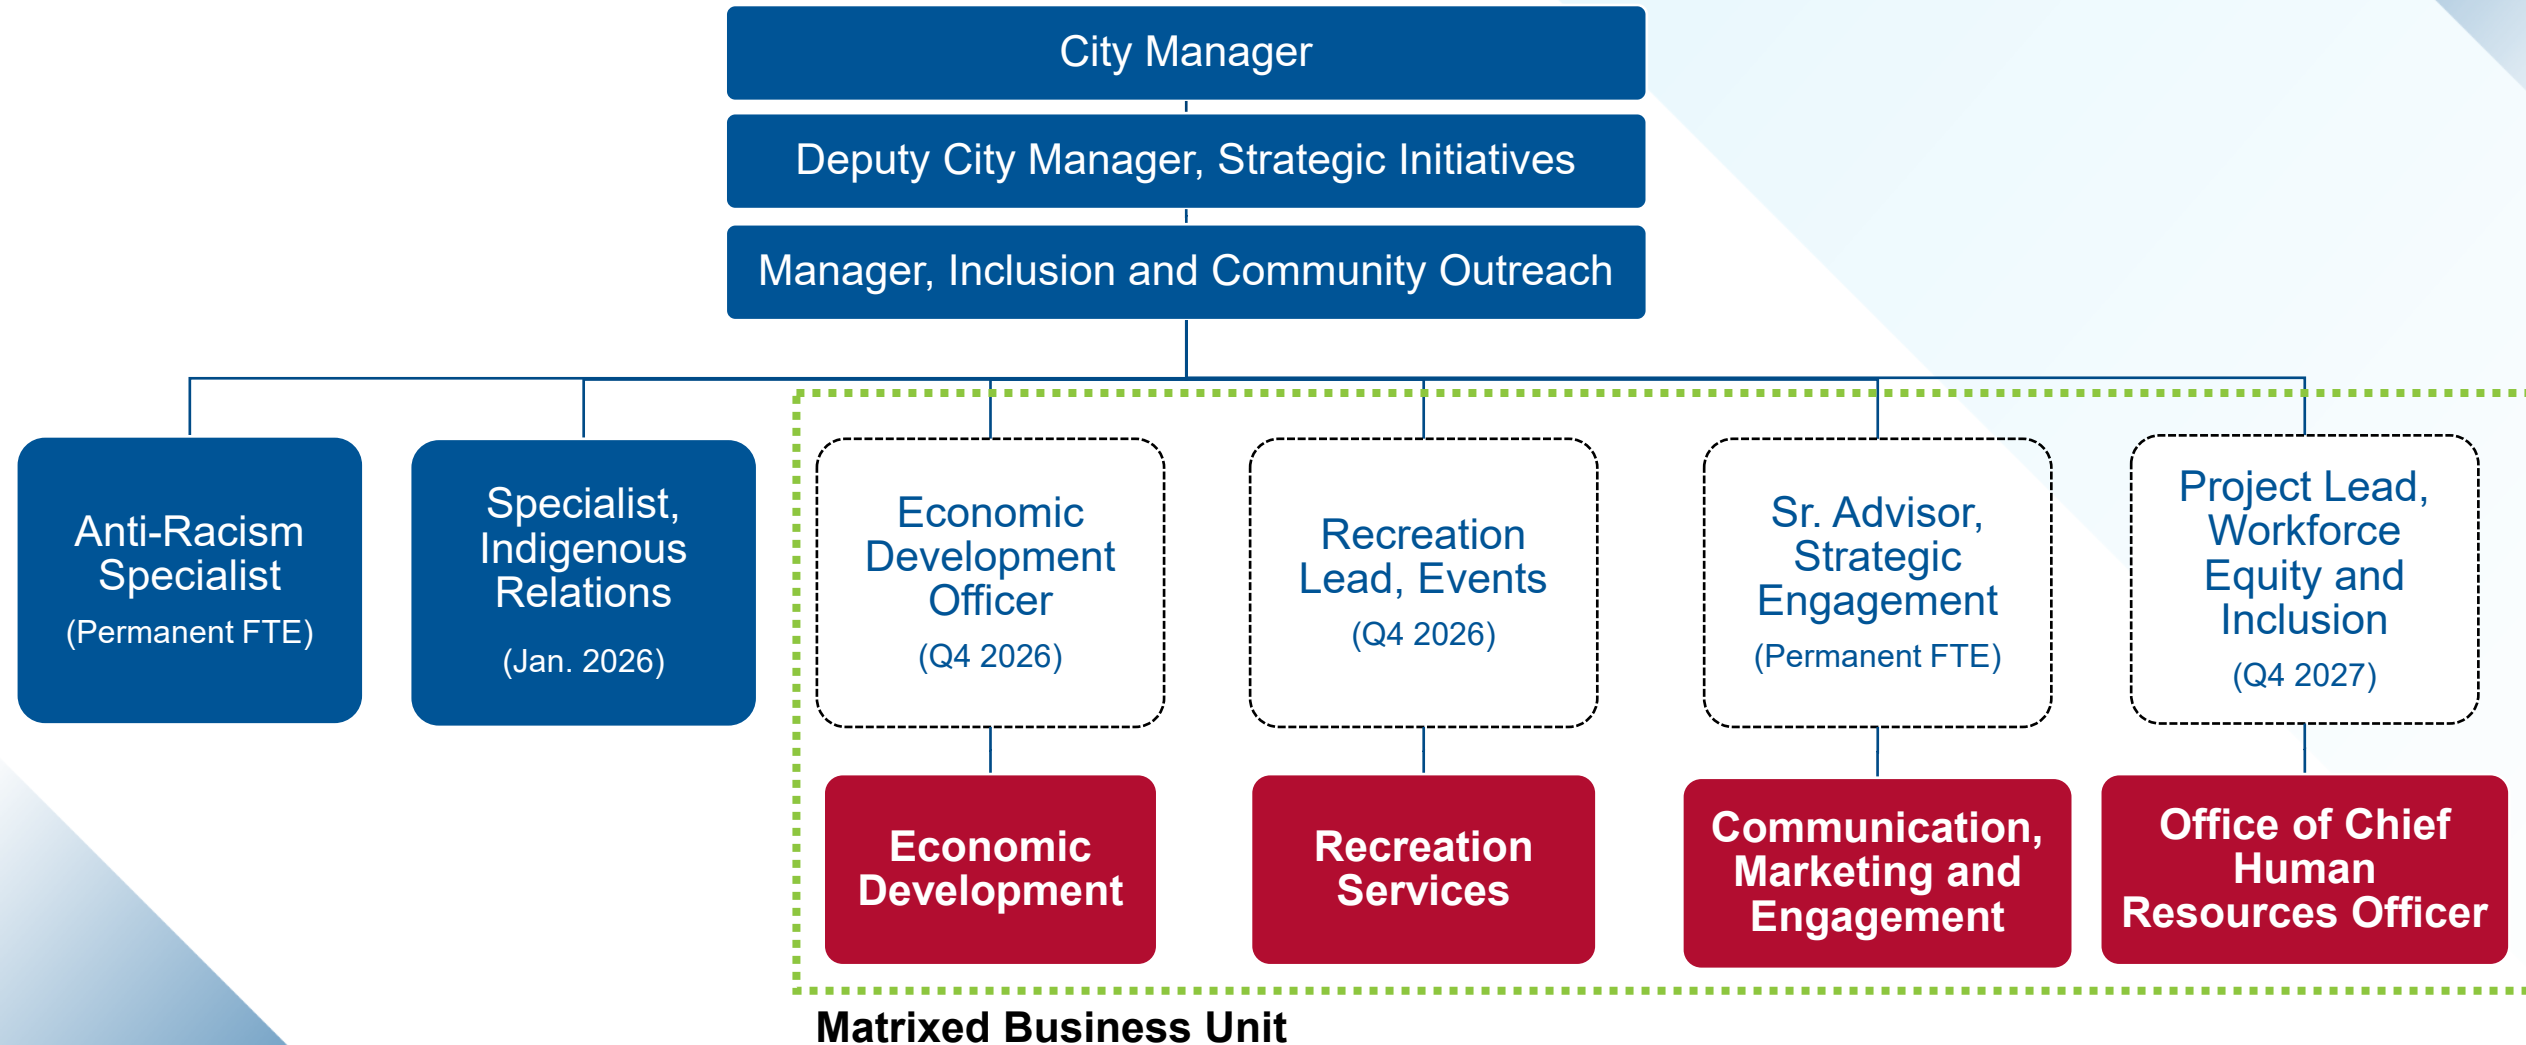 City Manager
Deputy City Manager, Strategic Initiatives
Manager, Inclusion and Community Outreach
Anti-Racism
Specialist
(Permanent FTE)
Specialist,
Indigenous
Relations
(Jan. 2026)
Economic
Development
Officer
(Q4 2026)
Recreation
Lead, Events
(Q4 2026)
Sr. Advisor,
Strategic
Engagement
(Permanent FTE)
Project Lead,
Workforce
Equity and
Inclusion
(Q4 2027)
Economic
Development
Recreation
Services
Communication,
Marketing and
Engagement
Office of Chief
Human
Resources Officer
Matrixed Business Unit